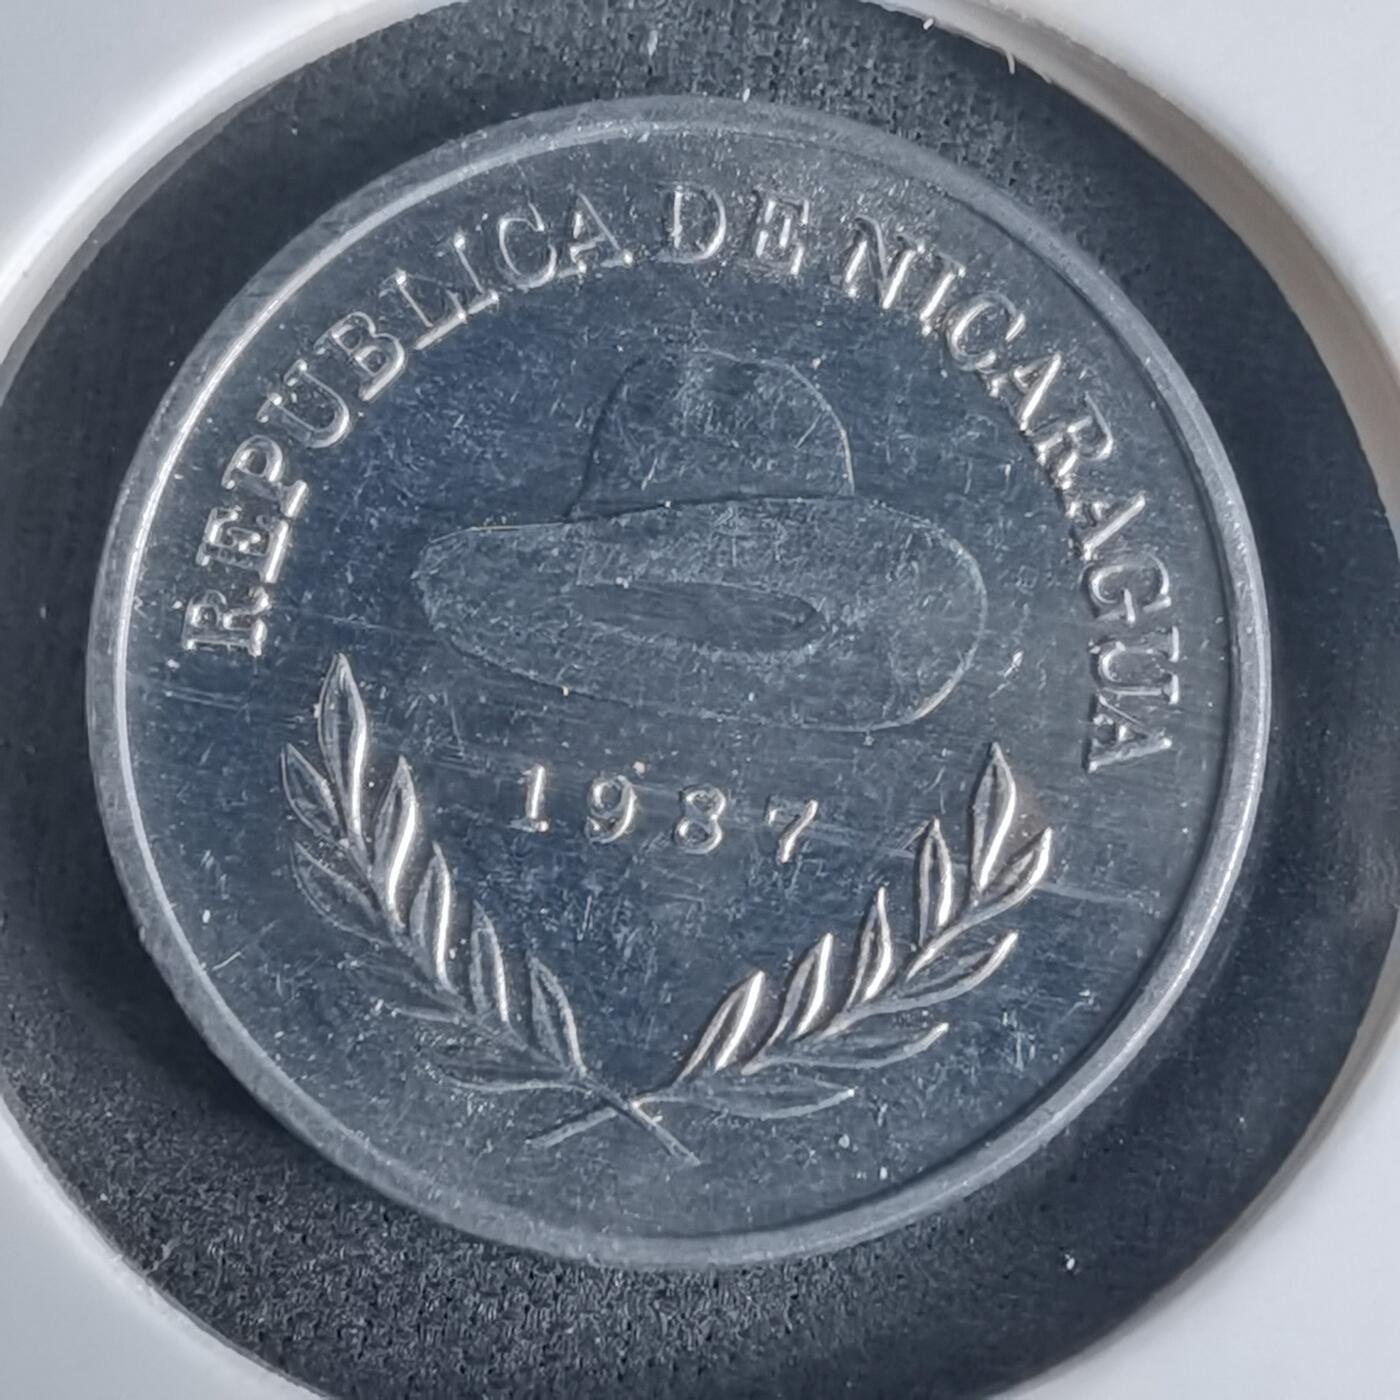 REPUBLICA DE NICARAGUA
1987